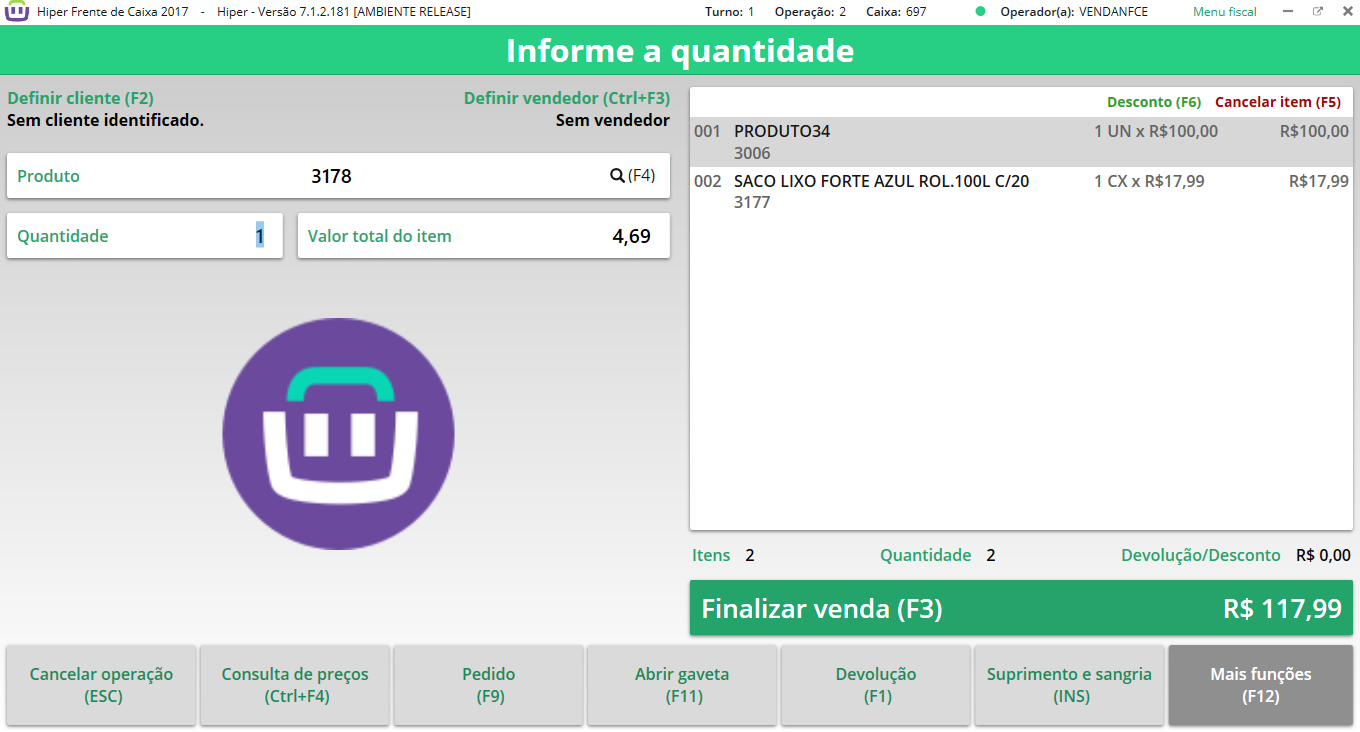 Hiper Frente de Caixa 2017 - Hiper - Versão 7.1.2.181 [AMBIENTE RELEASE] Turno: 1 Operação: 2 Caixa: 697 Operador(a): VENDANFCE Menu fiscal
Informe a quantidade
Definir cliente (F2) Definir vendedor (Ctrl+F3)
Sem cliente identificado. Sem vendedor
Produto 3178 (F4)
Quantidade 1 Valor total do item 4,69
Desconto (F6) Cancelar item (F5)
001 PRODUTO34 1 UN x R$100,00 R$100,00
3006
002 SACO LIXO FORTE AZUL ROL.100L C/20 1 CX x R$17,99 R$17,99
3177
Itens 2 Quantidade 2 Devolução/Desconto R$ 0,00
Finalizar venda (F3) R$ 117,99
Cancelar operação
(ESC)
Consulta de preços
(Ctrl+F4)
Pedido
(F9)
Abrir gaveta
(F11)
Devolução
(F1)
Suprimento e sangria
(INS)
Mais funções
(F12)